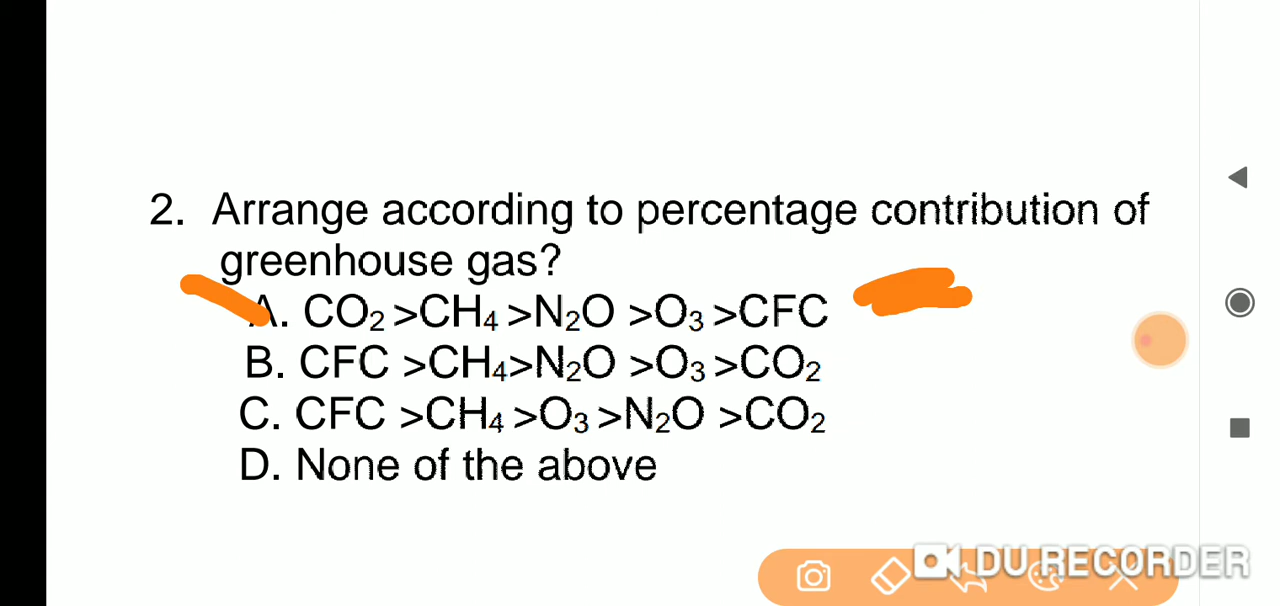 2. Arrange according to percentage contribution of
greenhouse gas?
A. CO₂ >CH₄ >N₂O >O₃ >CFC
B. CFC >CH₄>N₂O >O₃ >CO₂
C. CFC >CH₄ >O₃ >N₂O >CO₂
D. None of the above
DU RECORDER